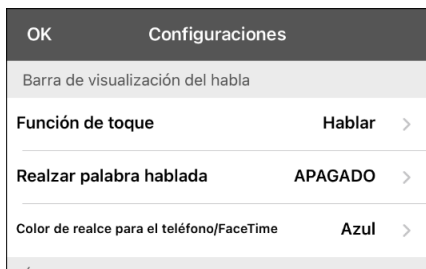 OK Configuraciones
Barra de visualización del habla
Función de toque Hablar
Realzar palabra hablada APAGADO
Color de realce para el teléfono/FaceTime Azul